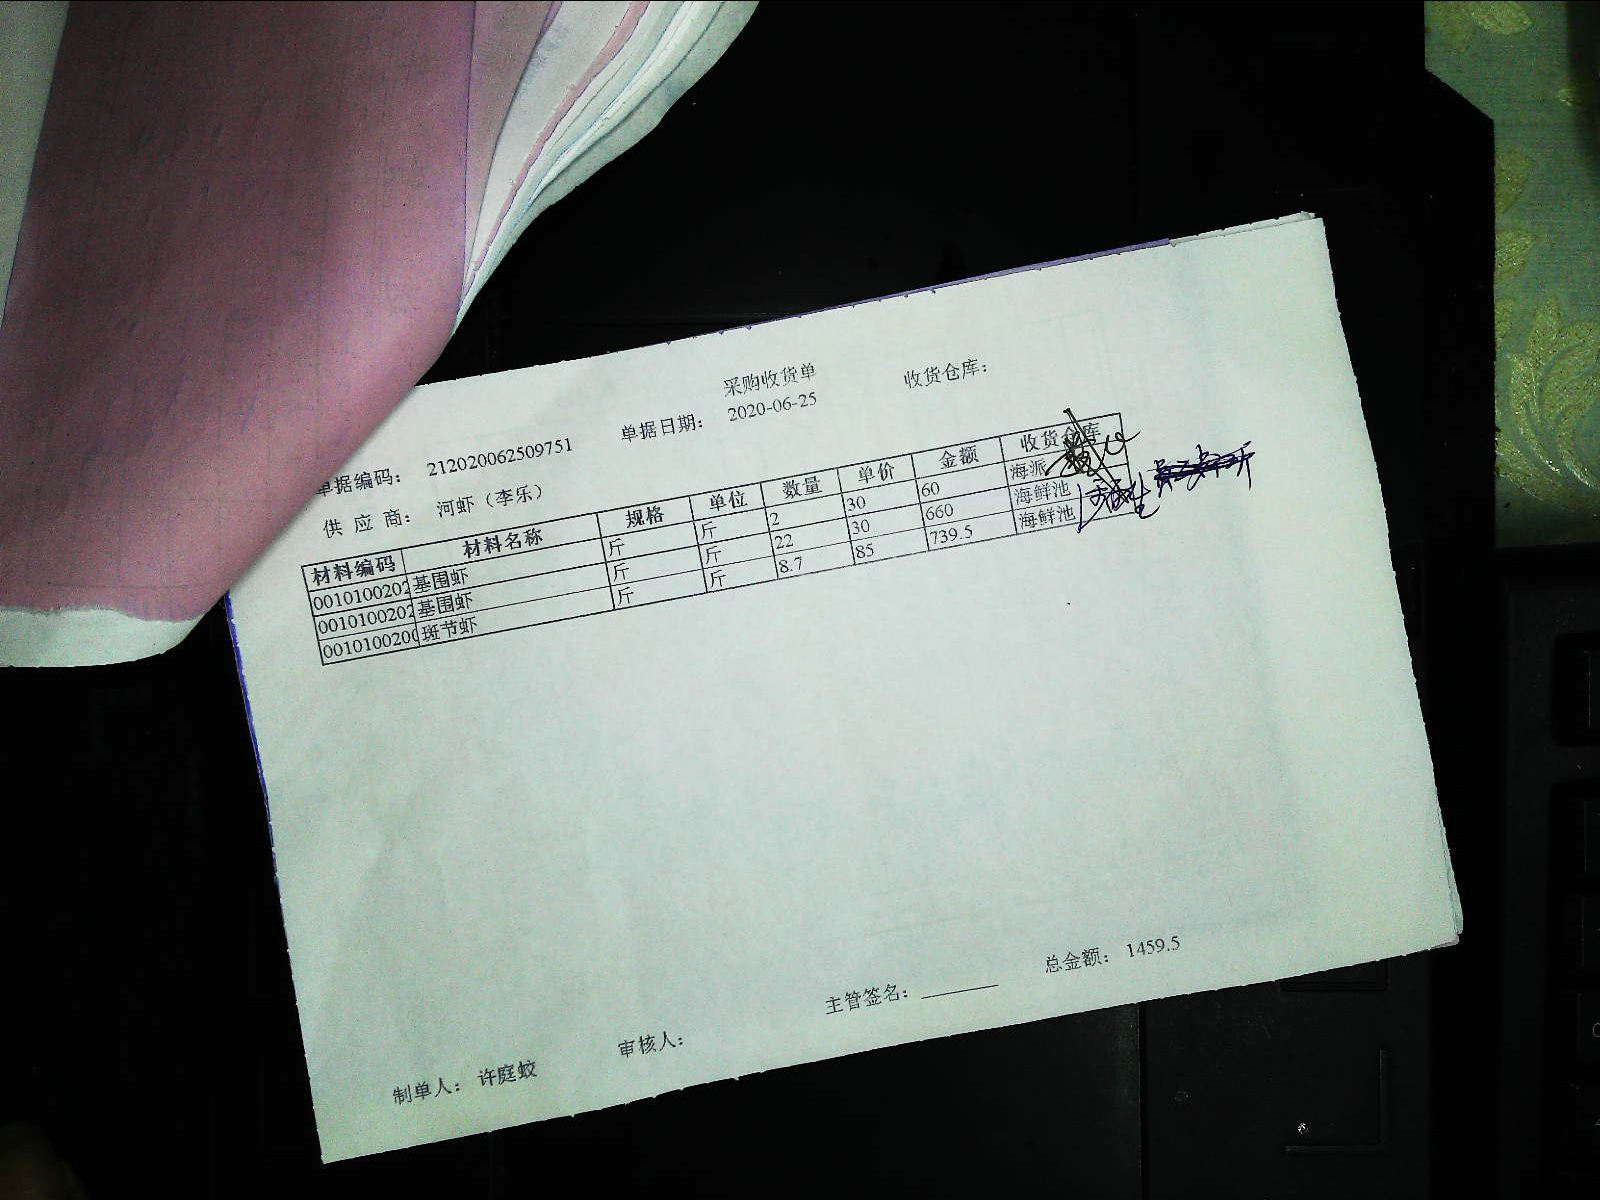 采购收货单
收货仓库：
单据编码： 212020062509751 单据日期： 2020-06-25
供 应 商： 河虾（李乐）
材料编码 材料名称 规格 单位 数量 单价 金额 收货仓库
0010100202 基围虾 斤 斤 2 30 60 海派
0010100202 基围虾 斤 斤 22 30 660 海鲜池
0010100200 斑节虾 斤 斤 8.7 85 739.5 海鲜池
制单人： 许庭蛟 审核人： 主管签名： 总金额： 1459.5